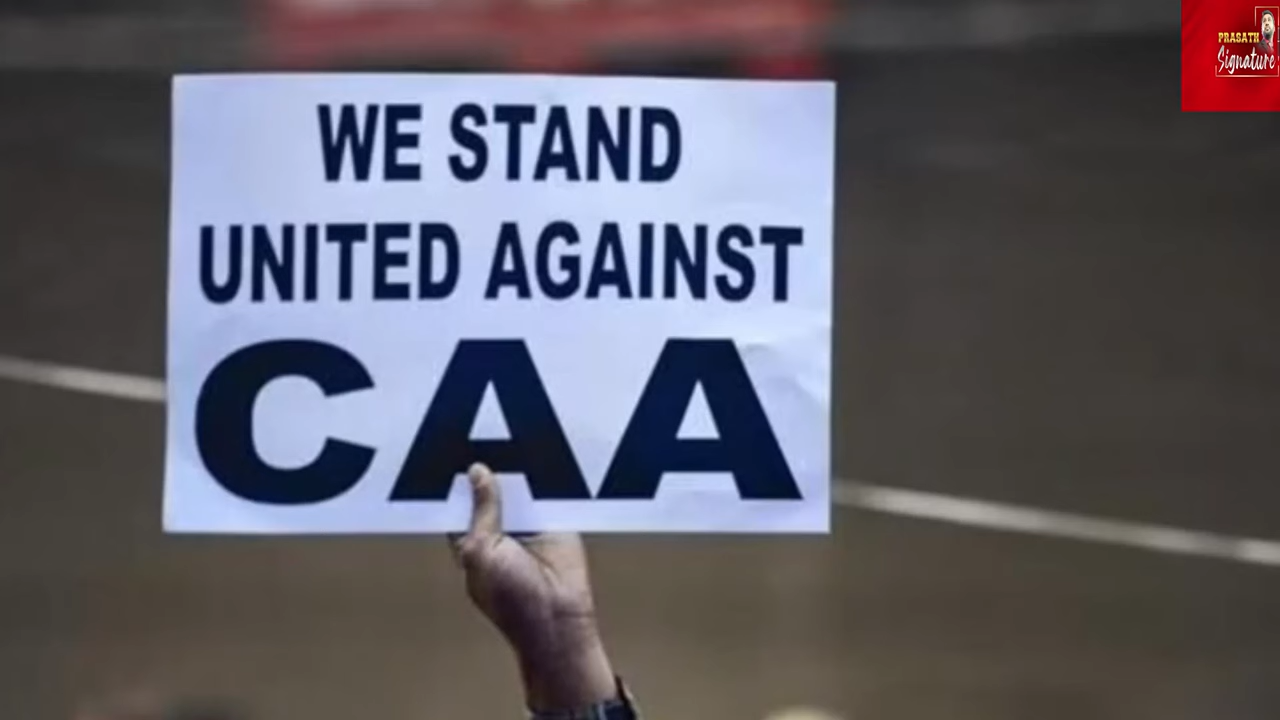 WE STAND
UNITED AGAINST
CAA
PRASATH
Signature